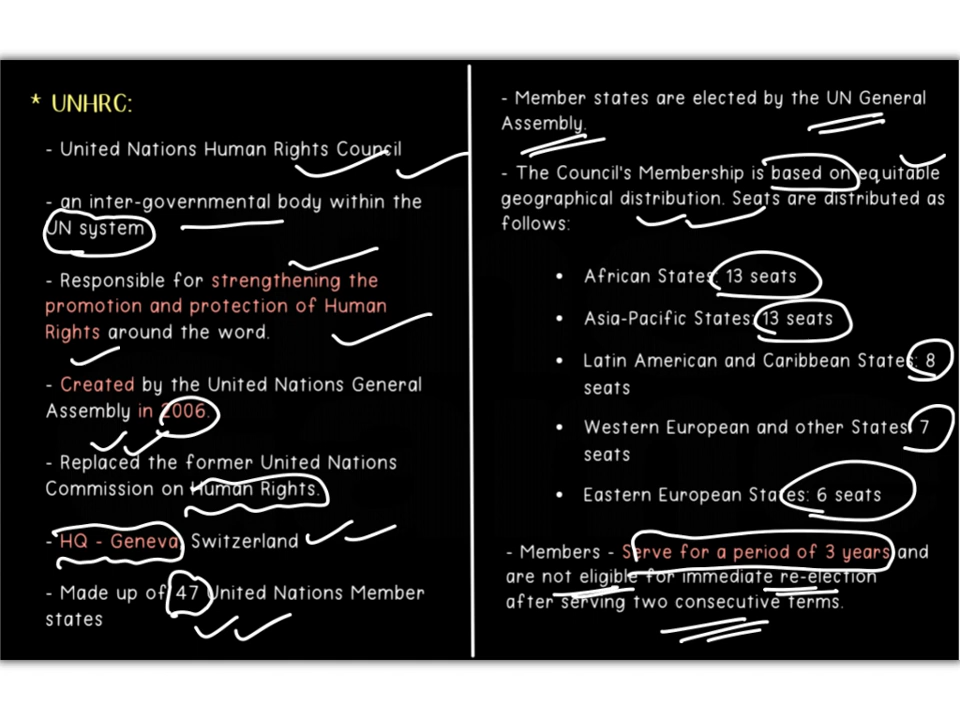 * UNHRC:
- United Nations Human Rights Council
- an inter-governmental body within the
UN system
- Responsible for strengthening the
promotion and protection of Human
Rights around the word.
- Created by the United Nations General
Assembly in 2006.
- Replaced the former United Nations
Commission on Human Rights.
- HQ - Geneva, Switzerland
- Made up of 47 United Nations Member
states
- Member states are elected by the UN General
Assembly.
- The Council's Membership is based on equitable
geographical distribution. Seats are distributed as
follows:
• African States: 13 seats
• Asia-Pacific States: 13 seats
• Latin American and Caribbean States: 8
seats
• Western European and other States: 7
seats
• Eastern European States: 6 seats
- Members - Serve for a period of 3 years and
are not eligible for immediate re-election
after serving two consecutive terms.